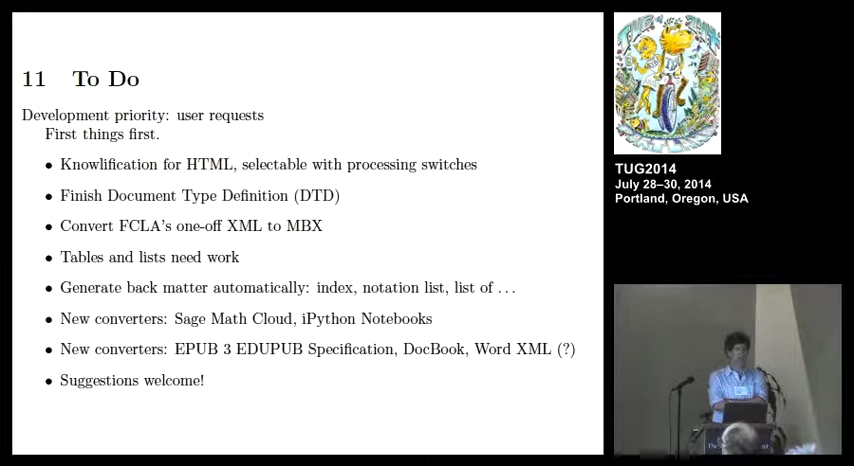 11 To Do
Development priority: user requests
First things first.
• Knowlification for HTML, selectable with processing switches
• Finish Document Type Definition (DTD)
• Convert FCLA's one-off XML to MBX
• Tables and lists need work
• Generate back matter automatically: index, notation list, list of . . .
• New converters: Sage Math Cloud, iPython Notebooks
• New converters: EPUB 3 EDUPUB Specification, DocBook, Word XML (?)
• Suggestions welcome!
TUG2014
July 28–30, 2014
Portland, Oregon, USA